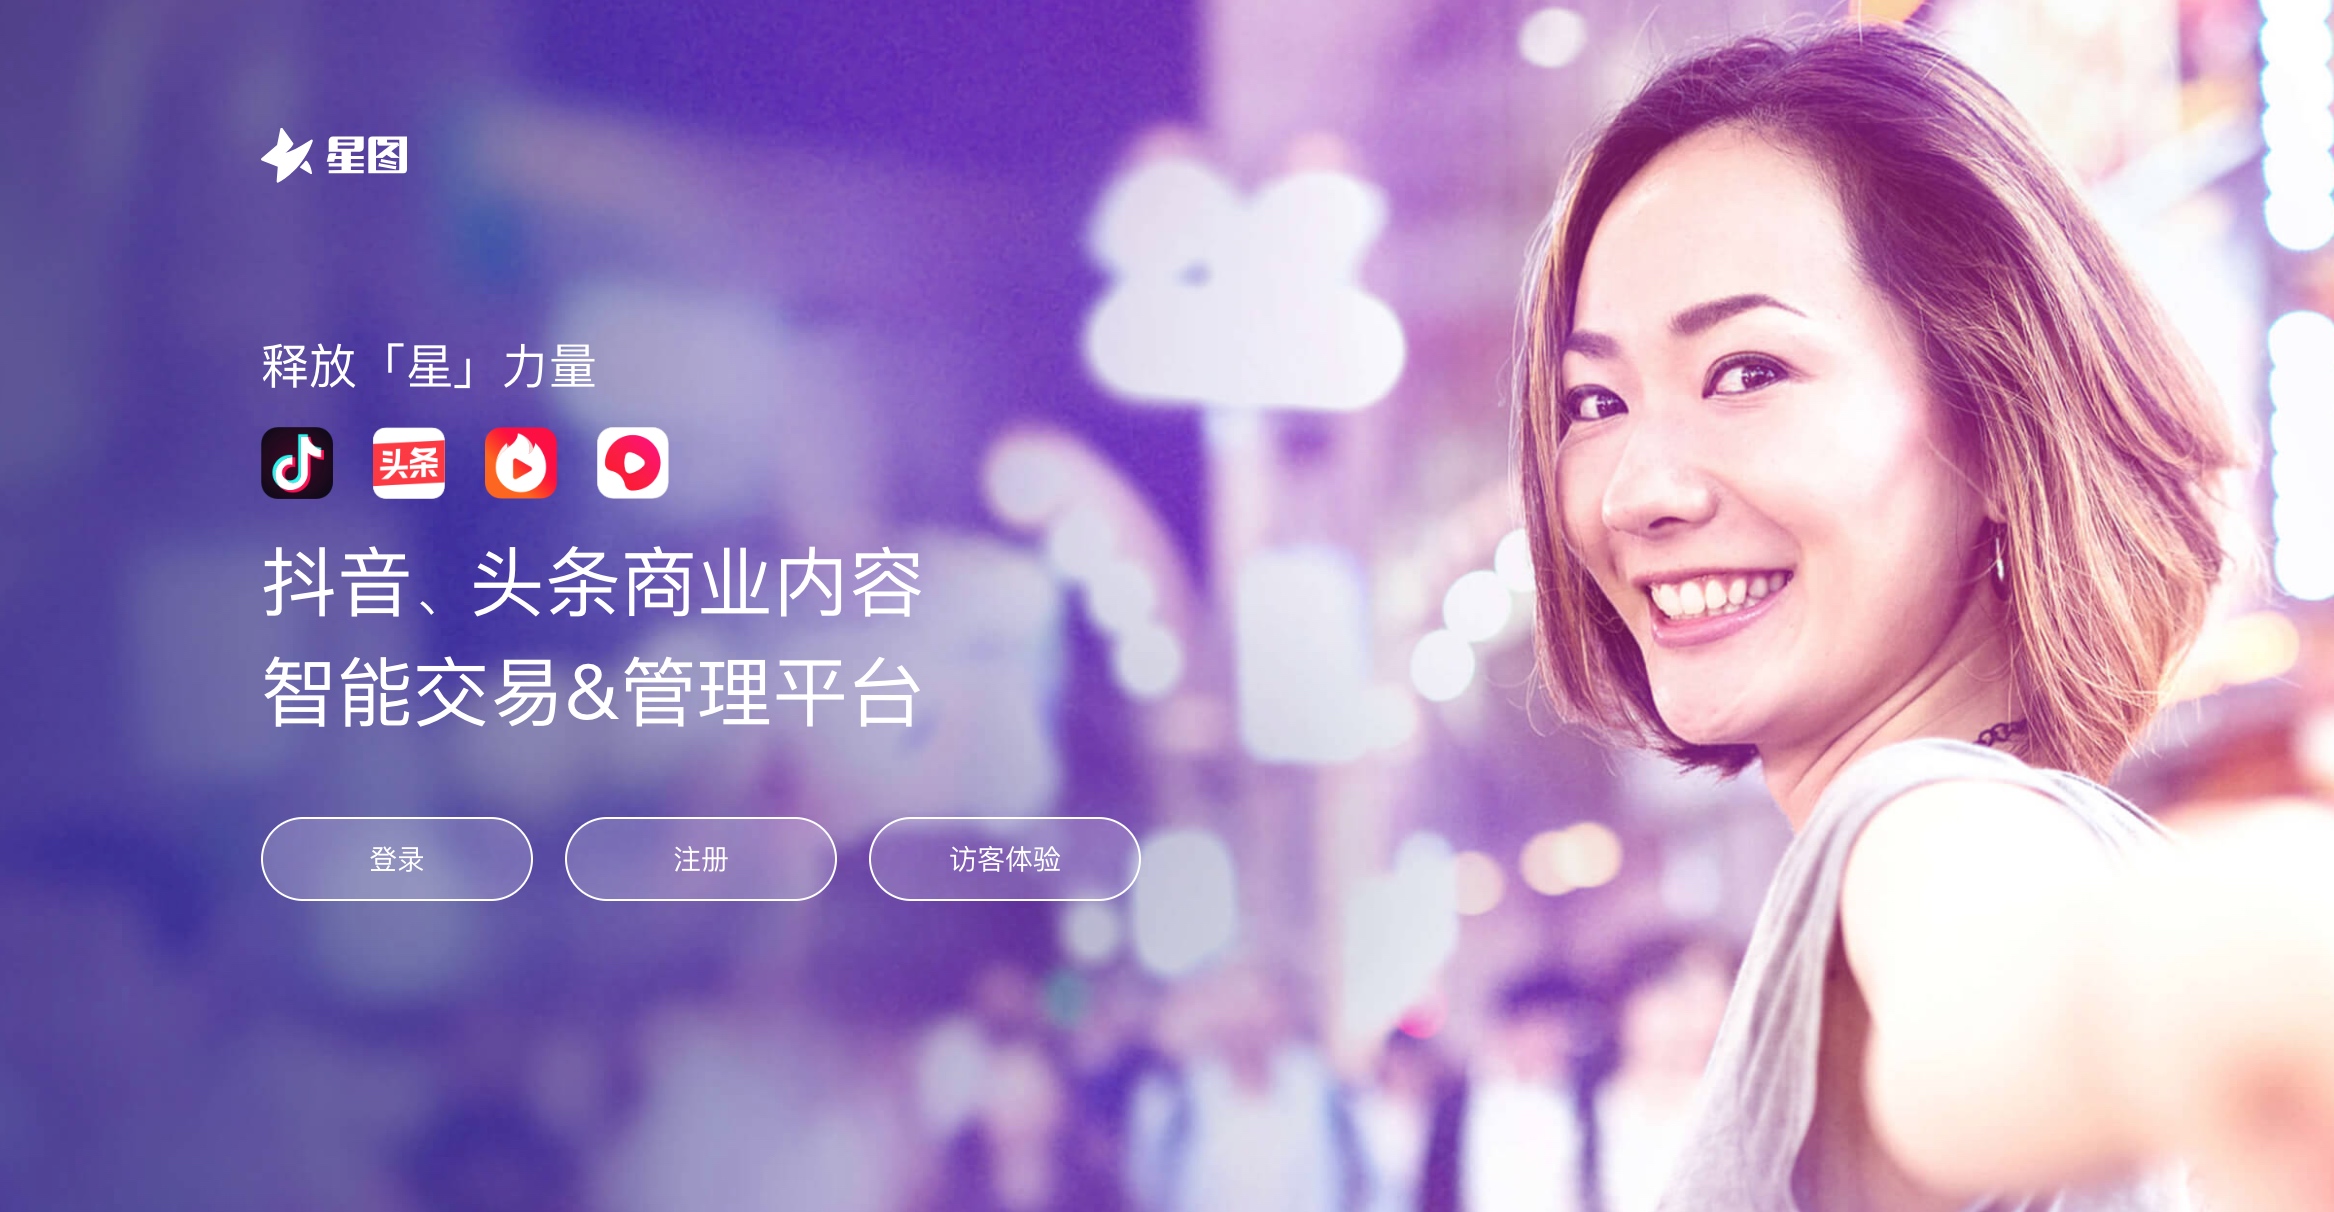 星图
释放「星」力量
头条
抖音、头条商业内容
智能交易&管理平台
登录
注册
访客体验